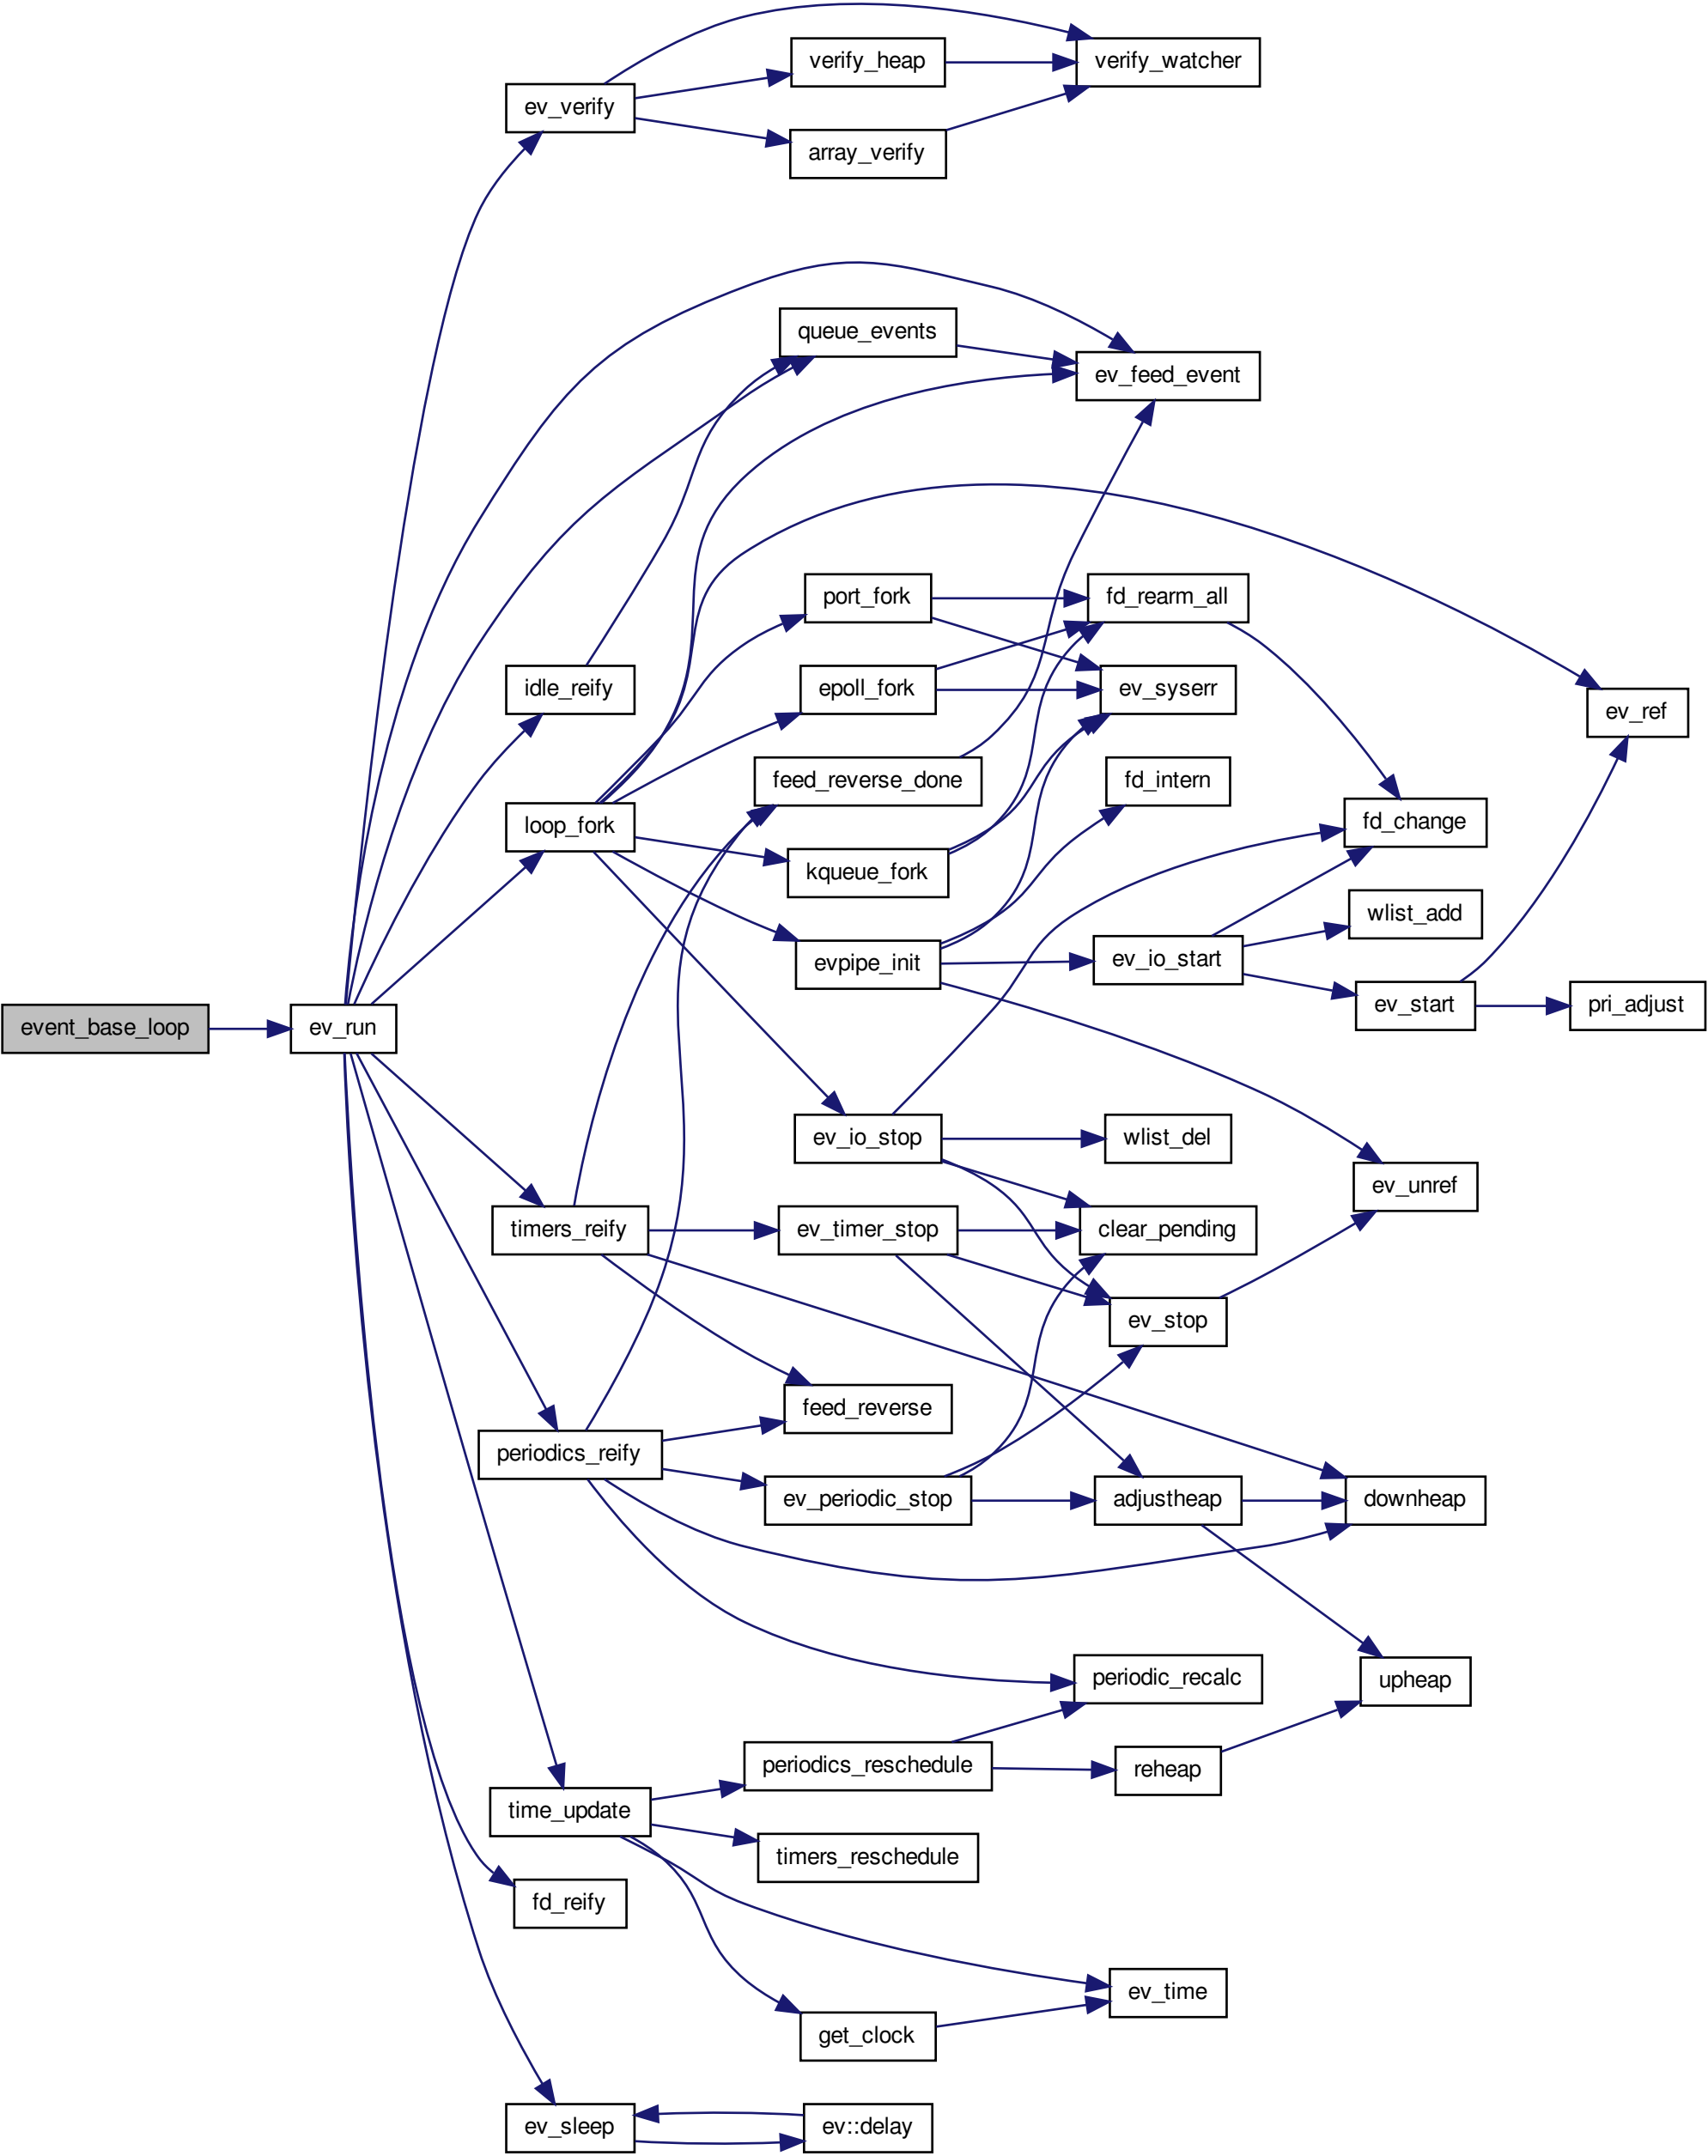 verify_heap
verify_watcher
ev_verify
array_verify
queue_events
ev_feed_event
port_fork
fd_rearm_all
idle_reify
epoll_fork
ev_syserr
ev_ref
feed_reverse_done
fd_intern
loop_fork
fd_change
kqueue_fork
wlist_add
evpipe_init
ev_io_start
event_base_loop
ev_run
ev_start
pri_adjust
ev_io_stop
wlist_del
ev_unref
timers_reify
ev_timer_stop
clear_pending
ev_stop
feed_reverse
periodics_reify
ev_periodic_stop
adjustheap
downheap
periodic_recalc
upheap
periodics_reschedule
reheap
time_update
timers_reschedule
fd_reify
ev_time
get_clock
ev_sleep
ev::delay